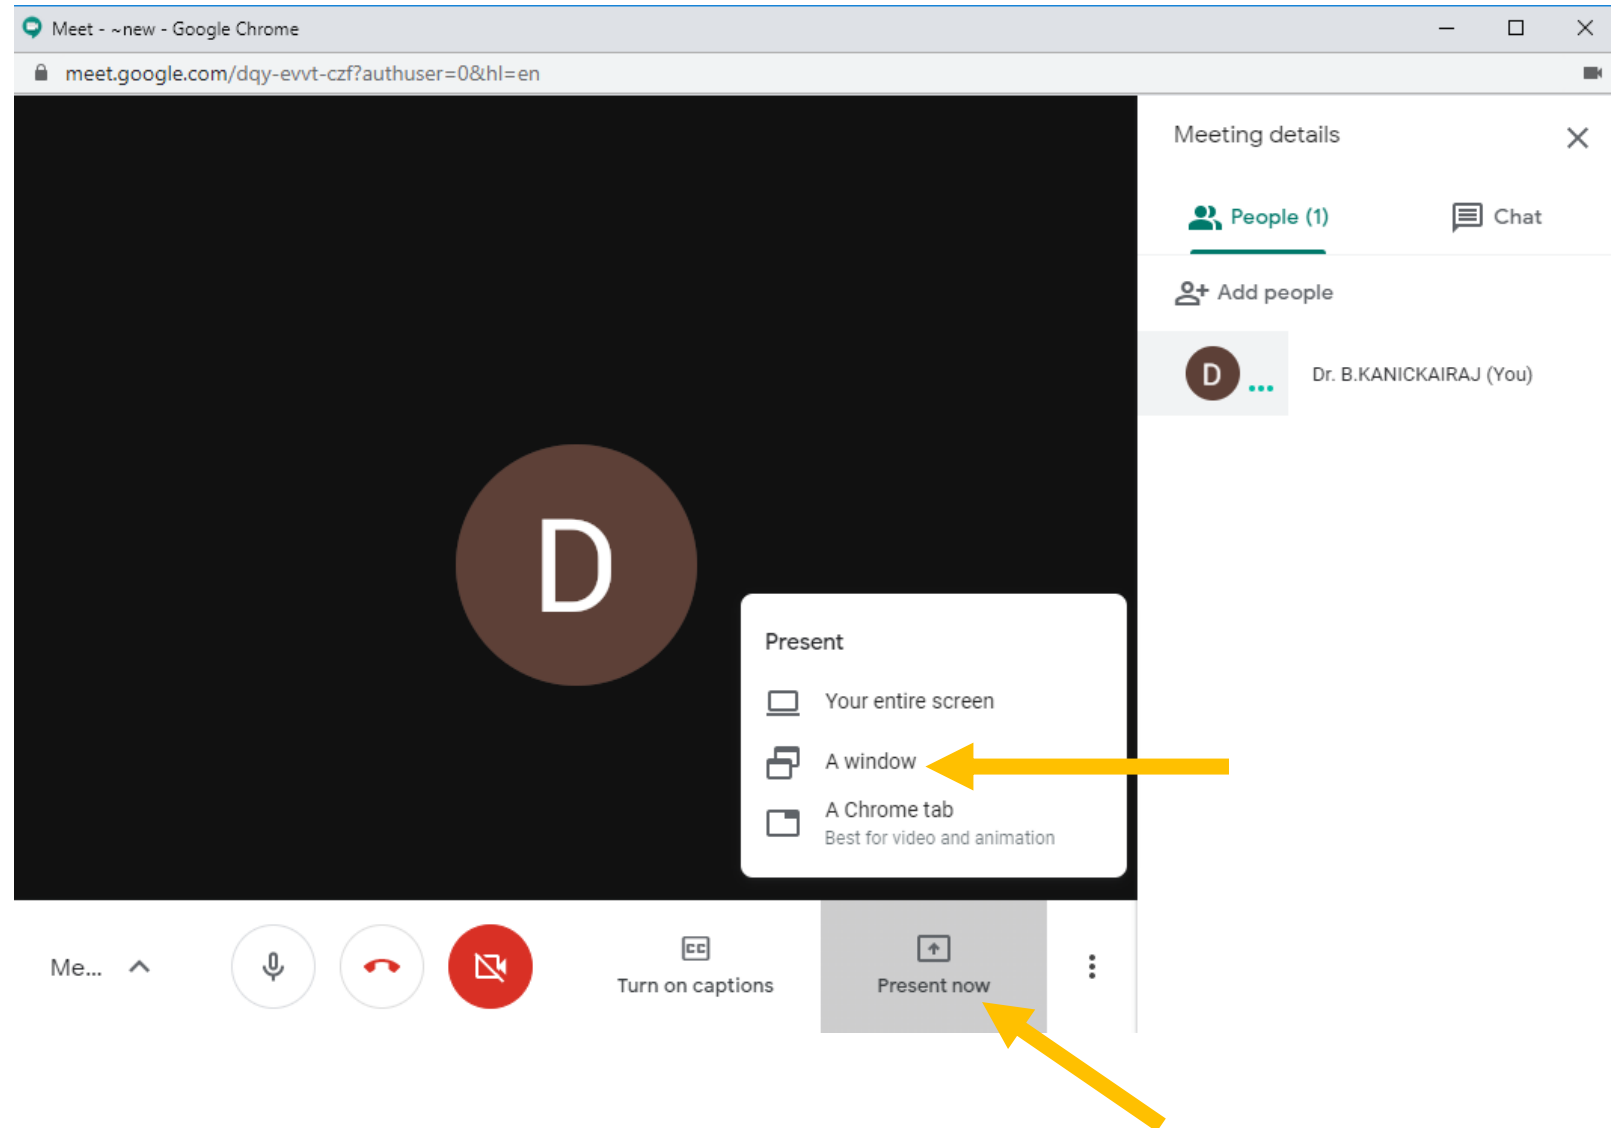 Meet - ~new - Google Chrome
meet.google.com/dqy-evvt-czf?authuser=0&hl=en
Meeting details
People (1)
Chat
Add people
D
Dr. B.KANICKAIRAJ (You)
D
Present
Your entire screen
A window
A Chrome tab
Best for video and animation
Me...
CC
Turn on captions
Present now